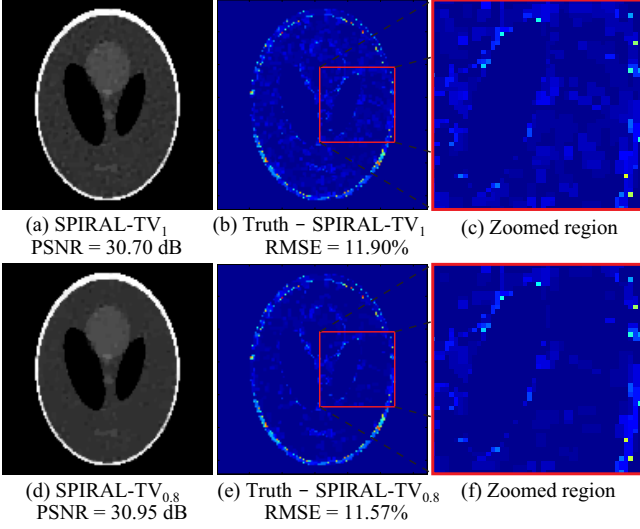 (a) SPIRAL-TV₁
PSNR = 30.70 dB
(b) Truth − SPIRAL-TV₁
RMSE = 11.90%
(c) Zoomed region
(d) SPIRAL-TV₀.₈
PSNR = 30.95 dB
(e) Truth − SPIRAL-TV₀.₈
RMSE = 11.57%
(f) Zoomed region